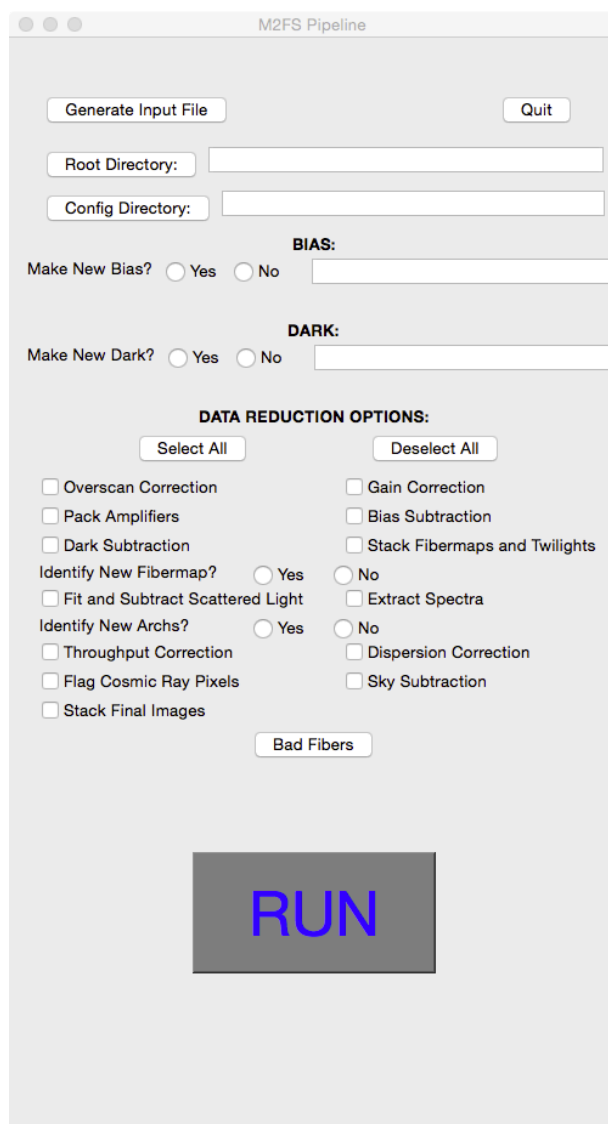 M2FS Pipeline
Generate Input File Quit
Root Directory:
Config Directory:
BIAS:
Make New Bias? Yes No
DARK:
Make New Dark? Yes No
DATA REDUCTION OPTIONS:
Select All Deselect All
Overscan Correction Gain Correction
Pack Amplifiers Bias Subtraction
Dark Subtraction Stack Fibermaps and Twilights
Identify New Fibermap? Yes No
Fit and Subtract Scattered Light Extract Spectra
Identify New Archs? Yes No
Throughput Correction Dispersion Correction
Flag Cosmic Ray Pixels Sky Subtraction
Stack Final Images
Bad Fibers
RUN